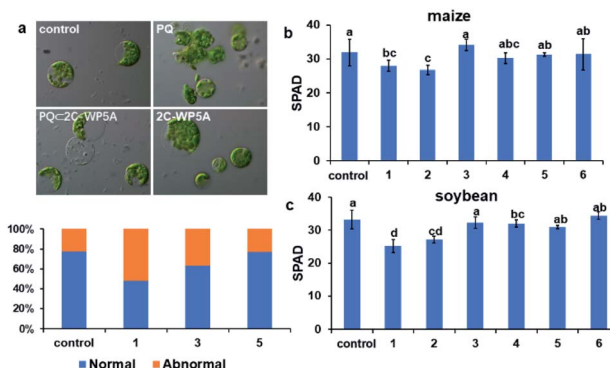 a
control
PQ
PQ⊂2C-WP5A
2C-WP5A
100%
80%
60%
40%
20%
0%
control 1 3 5
Normal Abnormal
b
maize
SPAD
40
30
20
10
0
a bc c a abc ab ab
control 1 2 3 4 5 6
c
soybean
SPAD
40
30
20
10
0
a d cd a bc ab ab
control 1 2 3 4 5 6